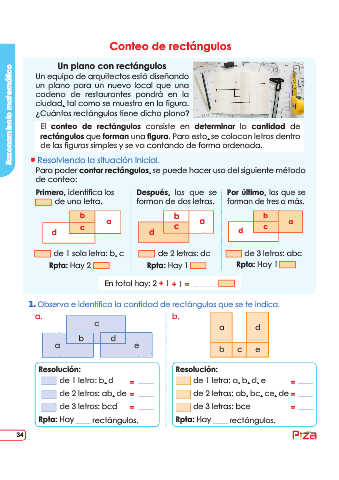 Conteo de rectángulos
Razonamiento matemático
Un plano con rectángulos
Un equipo de arquitectos está diseñando
un plano para un nuevo local que una
cadena de restaurantes pondrá en la
ciudad, tal como se muestra en la figura.
¿Cuántos rectángulos tiene dicho plano?
El conteo de rectángulos consiste en determinar la cantidad de
rectángulos que forman una figura. Para esto, se colocan letras dentro
de las figuras simples y se va contando de forma ordenada.
Resolviendo la situación inicial.
Para poder contar rectángulos, se puede hacer uso del siguiente método
de conteo:
Primero, identifica los
de una letra.
b
a
c
d
de 1 sola letra: b, c
Rpta: Hay 2
Después, los que se
forman de dos letras.
b
a
c
d
de 2 letras: dc
Rpta: Hay 1
Por último, los que se
forman de tres a más.
b
a
c
d
de 3 letras: abc
Rpta: Hay 1
En total hay: 2 + 1 + 1 = ____
1. Observa e identifica la cantidad de rectángulos que se te indica.
a.
c
b d
a e
Resolución:
de 1 letra: b, d = ____
de 2 letras: ab, de = ____
de 3 letras: bcd = ____
Rpta: Hay ____ rectángulos.
b.
a d
b c e
Resolución:
de 1 letra: a, b, d, e = ____
de 2 letras: ab, bc, ce, de = ____
de 3 letras: bce = ____
Rpta: Hay ____ rectángulos.
34